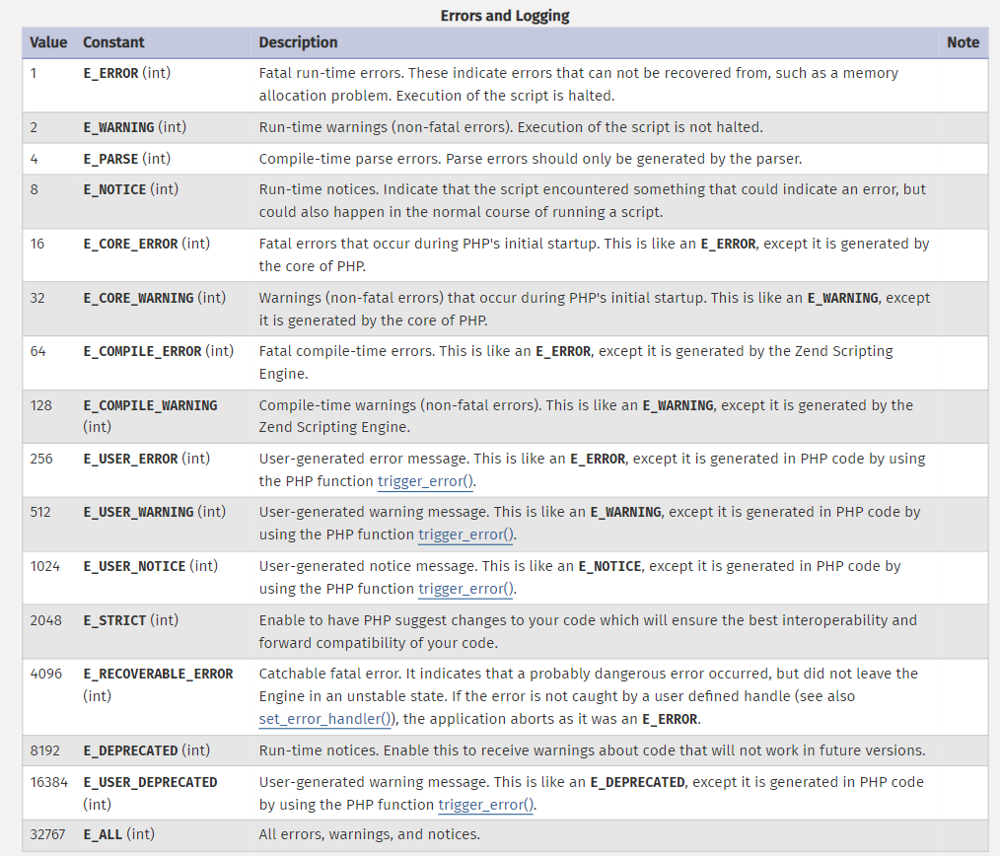 Errors and Logging
Value Constant Description Note
1 E_ERROR (int) Fatal run-time errors. These indicate errors that can not be recovered from, such as a memory
allocation problem. Execution of the script is halted.
2 E_WARNING (int) Run-time warnings (non-fatal errors). Execution of the script is not halted.
4 E_PARSE (int) Compile-time parse errors. Parse errors should only be generated by the parser.
8 E_NOTICE (int) Run-time notices. Indicate that the script encountered something that could indicate an error, but
could also happen in the normal course of running a script.
16 E_CORE_ERROR (int) Fatal errors that occur during PHP's initial startup. This is like an E_ERROR, except it is generated by
the core of PHP.
32 E_CORE_WARNING (int) Warnings (non-fatal errors) that occur during PHP's initial startup. This is like an E_WARNING, except
it is generated by the core of PHP.
64 E_COMPILE_ERROR (int) Fatal compile-time errors. This is like an E_ERROR, except it is generated by the Zend Scripting
Engine.
128 E_COMPILE_WARNING Compile-time warnings (non-fatal errors). This is like an E_WARNING, except it is generated by the
(int) Zend Scripting Engine.
256 E_USER_ERROR (int) User-generated error message. This is like an E_ERROR, except it is generated in PHP code by using
the PHP function trigger_error().
512 E_USER_WARNING (int) User-generated warning message. This is like an E_WARNING, except it is generated in PHP code by
using the PHP function trigger_error().
1024 E_USER_NOTICE (int) User-generated notice message. This is like an E_NOTICE, except it is generated in PHP code by
using the PHP function trigger_error().
2048 E_STRICT (int) Enable to have PHP suggest changes to your code which will ensure the best interoperability and
forward compatibility of your code.
4096 E_RECOVERABLE_ERROR Catchable fatal error. It indicates that a probably dangerous error occurred, but did not leave the
(int) Engine in an unstable state. If the error is not caught by a user defined handle (see also
set_error_handler()), the application aborts as it was an E_ERROR.
8192 E_DEPRECATED (int) Run-time notices. Enable this to receive warnings about code that will not work in future versions.
16384 E_USER_DEPRECATED User-generated warning message. This is like an E_DEPRECATED, except it is generated in PHP code
(int) by using the PHP function trigger_error().
32767 E_ALL (int) All errors, warnings, and notices.